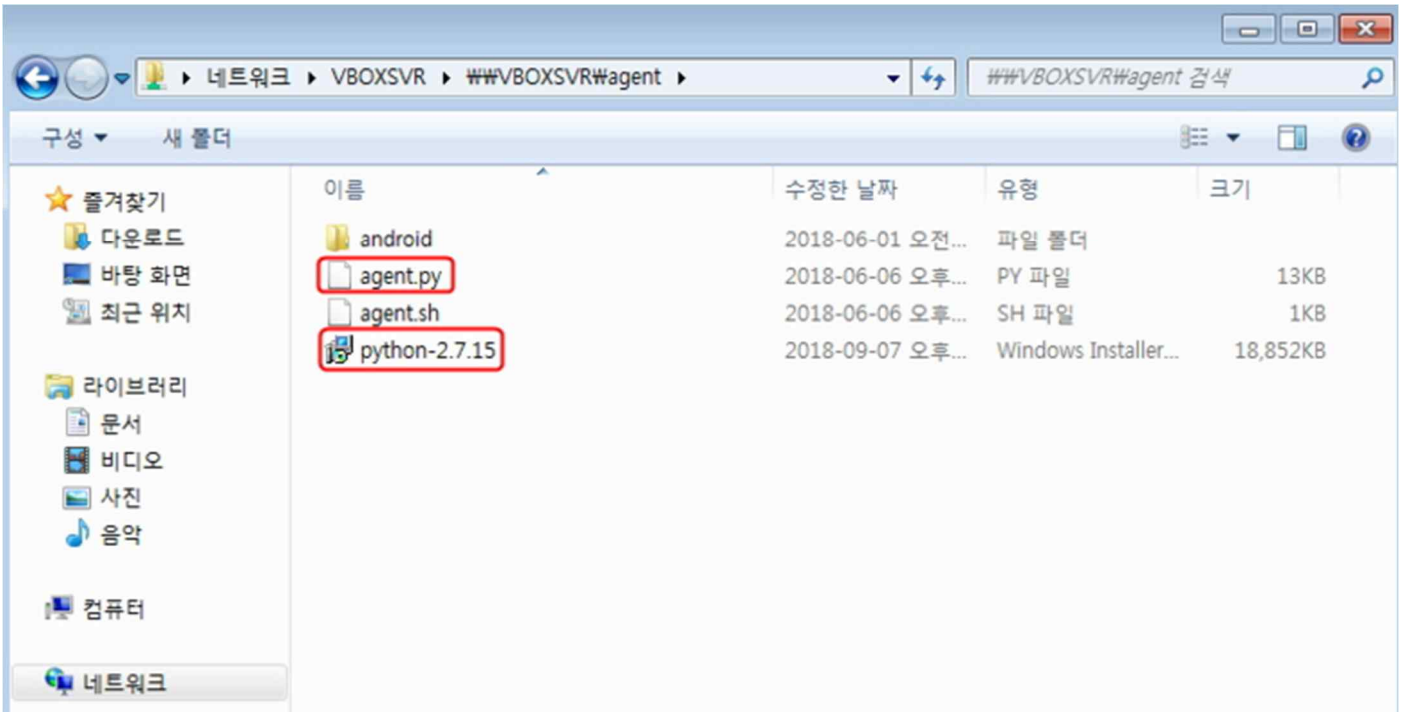 네트워크 ▸ VBOXSVR ▸ ₩₩VBOXSVR₩agent ▸
₩₩VBOXSVR₩agent 검색
구성 새 폴더
이름 수정한 날짜 유형 크기
android 2018-06-01 오전... 파일 폴더
agent.py 2018-06-06 오후... PY 파일 13KB
agent.sh 2018-06-06 오후... SH 파일 1KB
python-2.7.15 2018-09-07 오후... Windows Installer... 18,852KB
즐겨찾기
다운로드
바탕 화면
최근 위치
라이브러리
문서
비디오
사진
음악
컴퓨터
네트워크